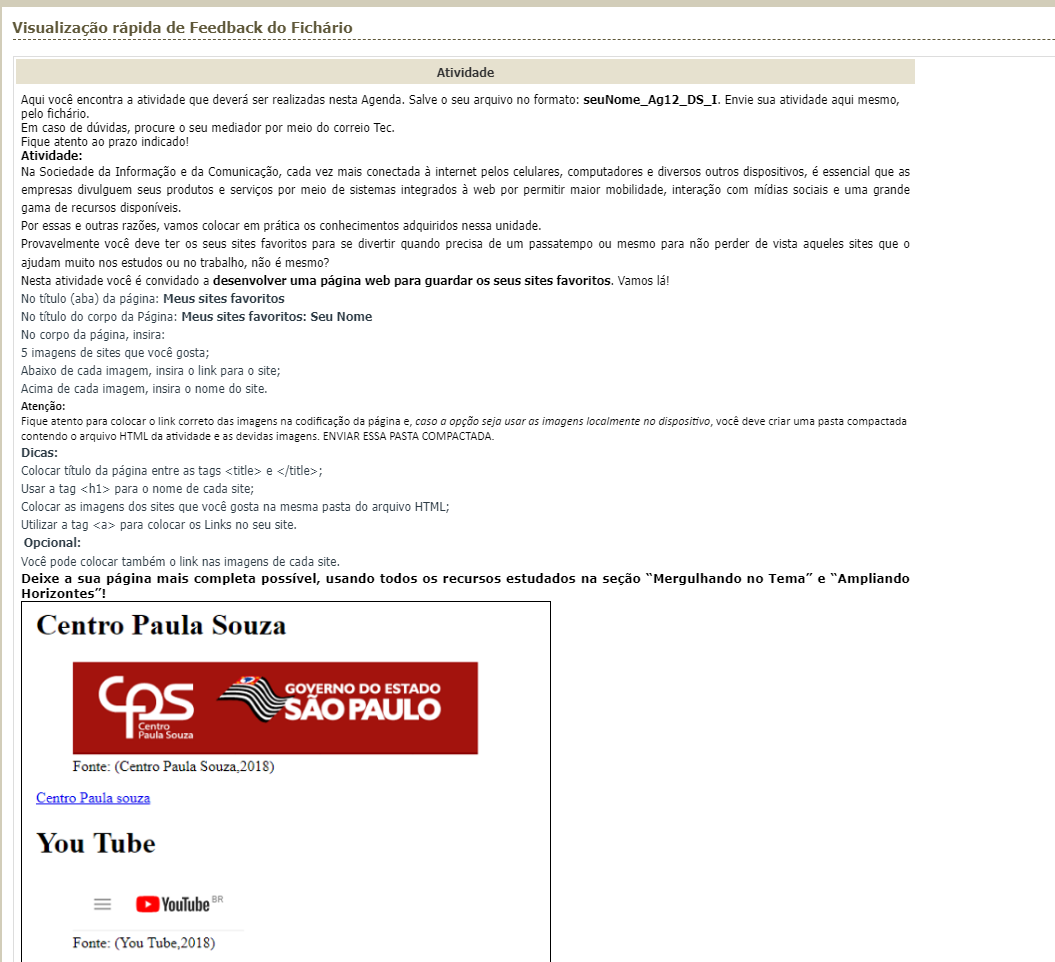 Visualização rápida de Feedback do Fichário
Atividade
Aqui você encontra a atividade que deverá ser realizadas nesta Agenda. Salve o seu arquivo no formato: seuNome_Ag12_DS_I. Envie sua atividade aqui mesmo,
pelo fichário.
Em caso de dúvidas, procure o seu mediador por meio do correio Tec.
Fique atento ao prazo indicado!
Atividade:
Na Sociedade da Informação e da Comunicação, cada vez mais conectada à internet pelos celulares, computadores e diversos outros dispositivos, é essencial que as
empresas divulguem seus produtos e serviços por meio de sistemas integrados à web por permitir maior mobilidade, interação com mídias sociais e uma grande
gama de recursos disponíveis.
Por essas e outras razões, vamos colocar em prática os conhecimentos adquiridos nessa unidade.
Provavelmente você deve ter os seus sites favoritos para se divertir quando precisa de um passatempo ou mesmo para não perder de vista aqueles sites que o
ajudam muito nos estudos ou no trabalho, não é mesmo?
Nesta atividade você é convidado a desenvolver uma página web para guardar os seus sites favoritos. Vamos lá!
No título (aba) da página: Meus sites favoritos
No título do corpo da Página: Meus sites favoritos: Seu Nome
No corpo da página, insira:
5 imagens de sites que você gosta;
Abaixo de cada imagem, insira o link para o site;
Acima de cada imagem, insira o nome do site.
Atenção:
Fique atento para colocar o link correto das imagens na codificação da página e, caso a opção seja usar as imagens localmente no dispositivo, você deve criar uma pasta compactada
contendo o arquivo HTML da atividade e as devidas imagens. ENVIAR ESSA PASTA COMPACTADA.
Dicas:
Colocar título da página entre as tags <title> e </title>;
Usar a tag <h1> para o nome de cada site;
Colocar as imagens dos sites que você gosta na mesma pasta do arquivo HTML;
Utilizar a tag <a> para colocar os Links no seu site.
Opcional:
Você pode colocar também o link nas imagens de cada site.
Deixe a sua página mais completa possível, usando todos os recursos estudados na seção “Mergulhando no Tema” e “Ampliando
Horizontes”!
Centro Paula Souza
CPS
Centro
Paula Souza
GOVERNO DO ESTADO
SÃO PAULO
Fonte: (Centro Paula Souza,2018)
Centro Paula souza
You Tube
YouTube BR
Fonte: (You Tube,2018)